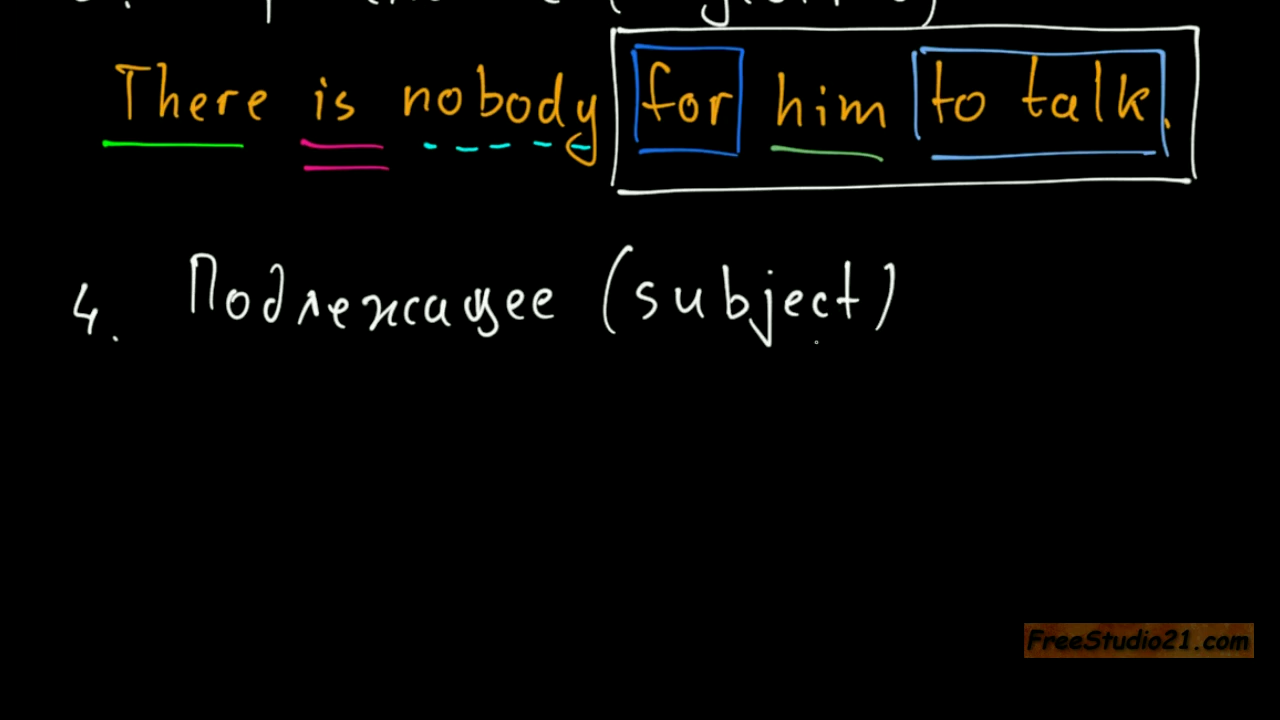 There is nobody for him to talk.
4. Подлежащее (subject)
FreeStudio21.com